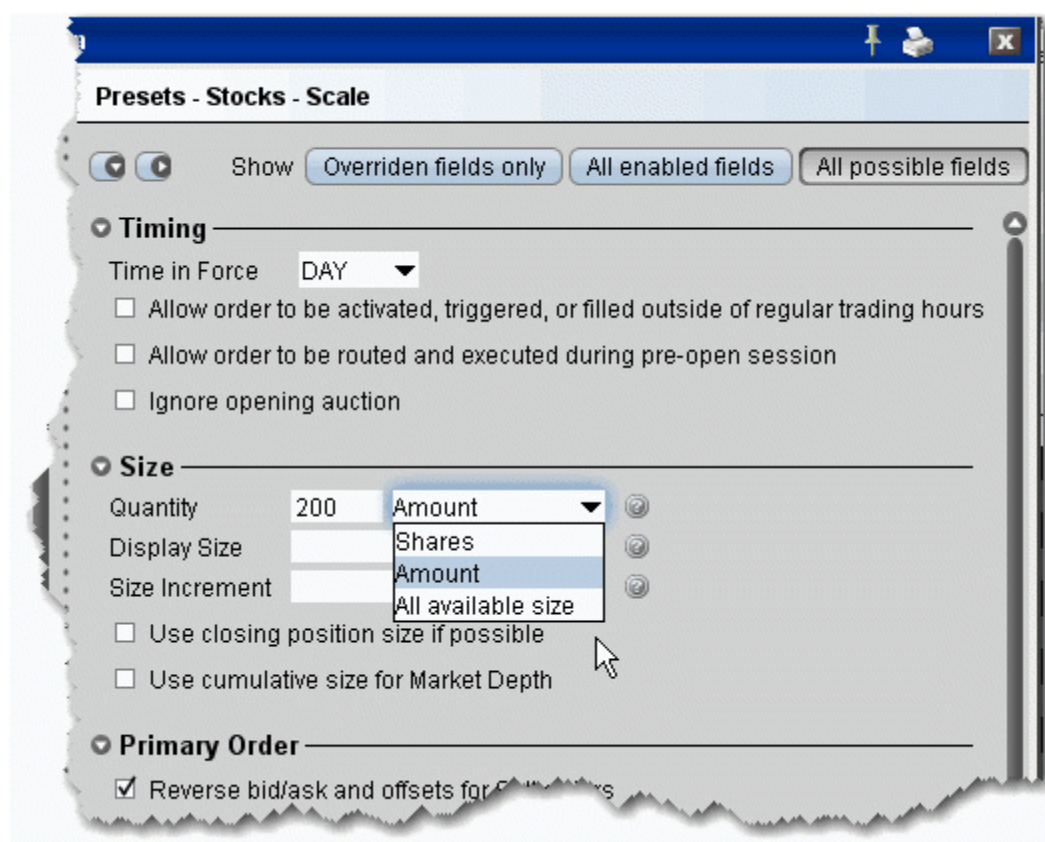 Presets - Stocks - Scale
Show Overriden fields only All enabled fields All possible fields
Timing
Time in Force DAY
Allow order to be activated, triggered, or filled outside of regular trading hours
Allow order to be routed and executed during pre-open session
Ignore opening auction
Size
Quantity 200 Amount
Display Size Shares
Size Increment Amount
All available size
Use closing position size if possible
Use cumulative size for Market Depth
Primary Order
Reverse bid/ask and offsets for